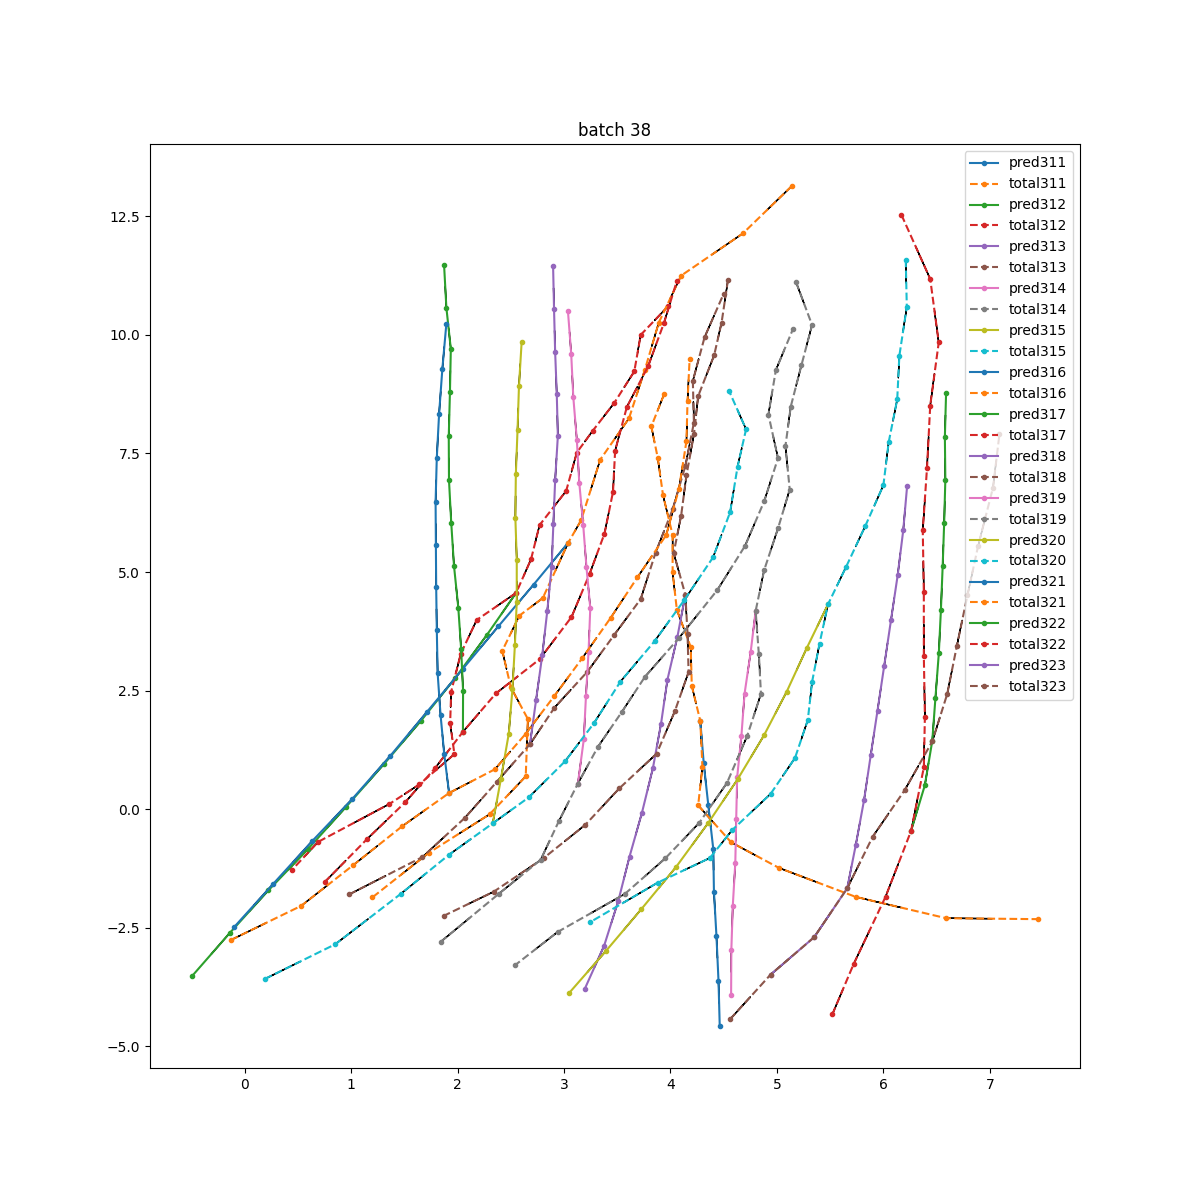 batch 38
12.5
10.0
7.5
5.0
2.5
0.0
−2.5
−5.0
0 1 2 3 4 5 6 7
pred311
total311
pred312
total312
pred313
total313
pred314
total314
pred315
total315
pred316
total316
pred317
total317
pred318
total318
pred319
total319
pred320
total320
pred321
total321
pred322
total322
pred323
total323